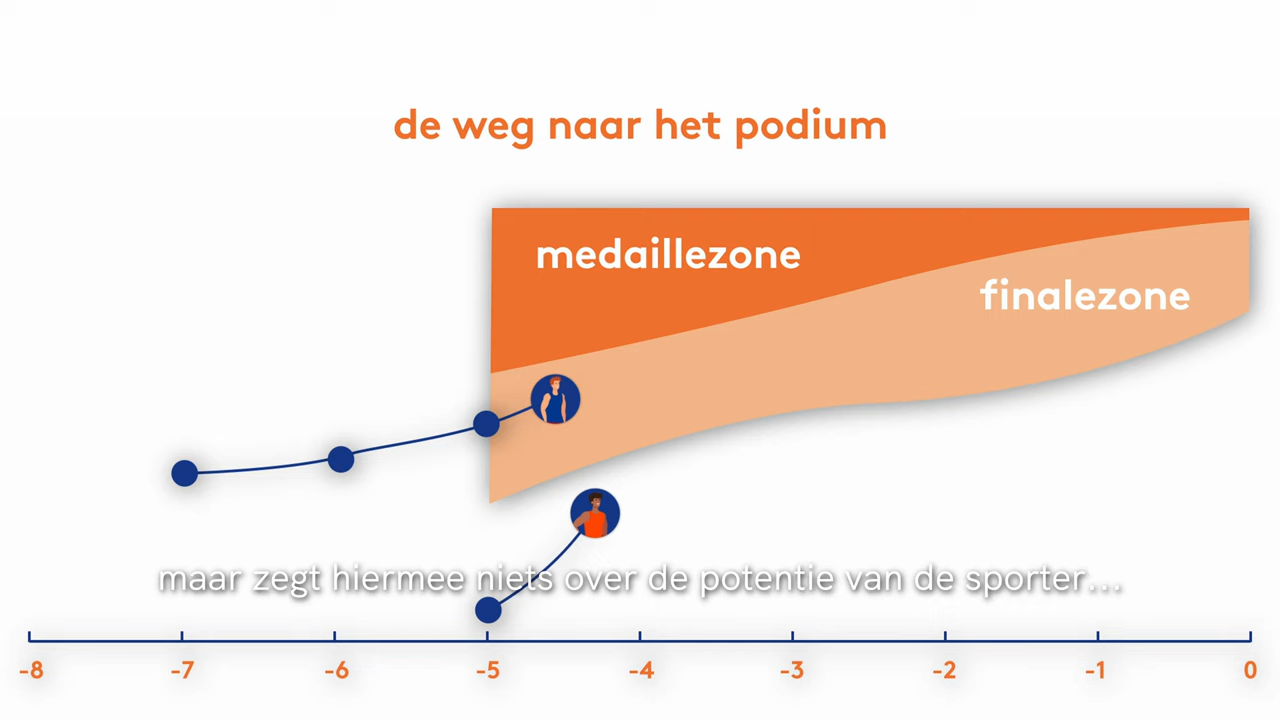 de weg naar het podium
medaillezone
finalezone
maar zegt hiermee niets over de potentie van de sporter...
-8 -7 -6 -5 -4 -3 -2 -1 0